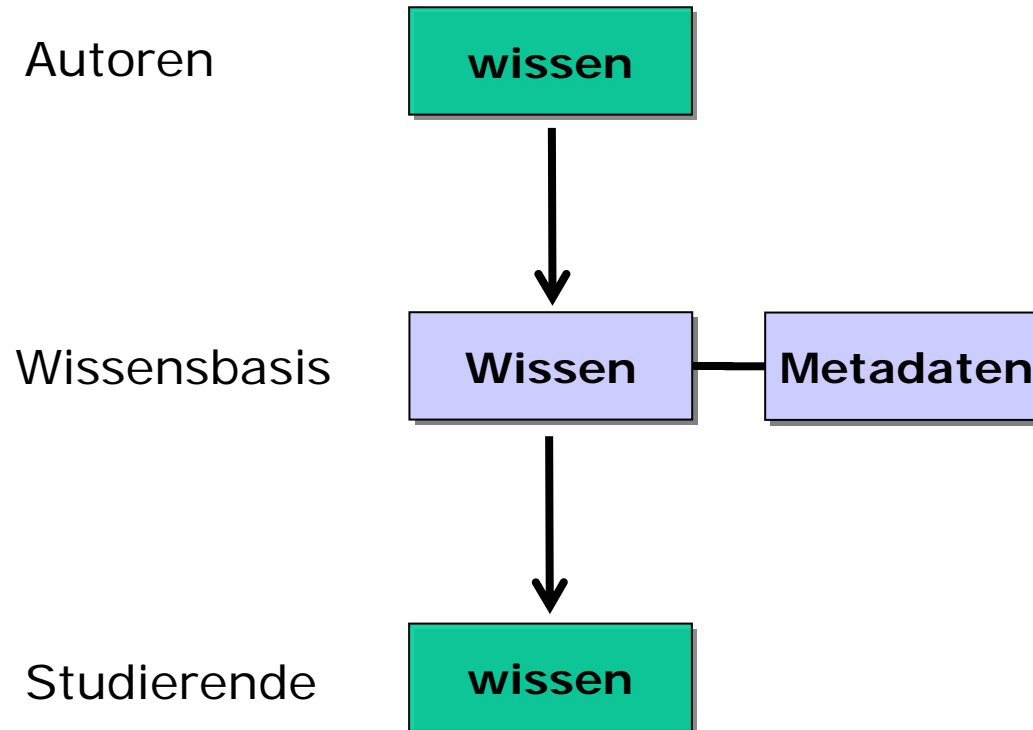 Autoren
wissen
Wissensbasis
Wissen
Metadaten
Studierende
wissen